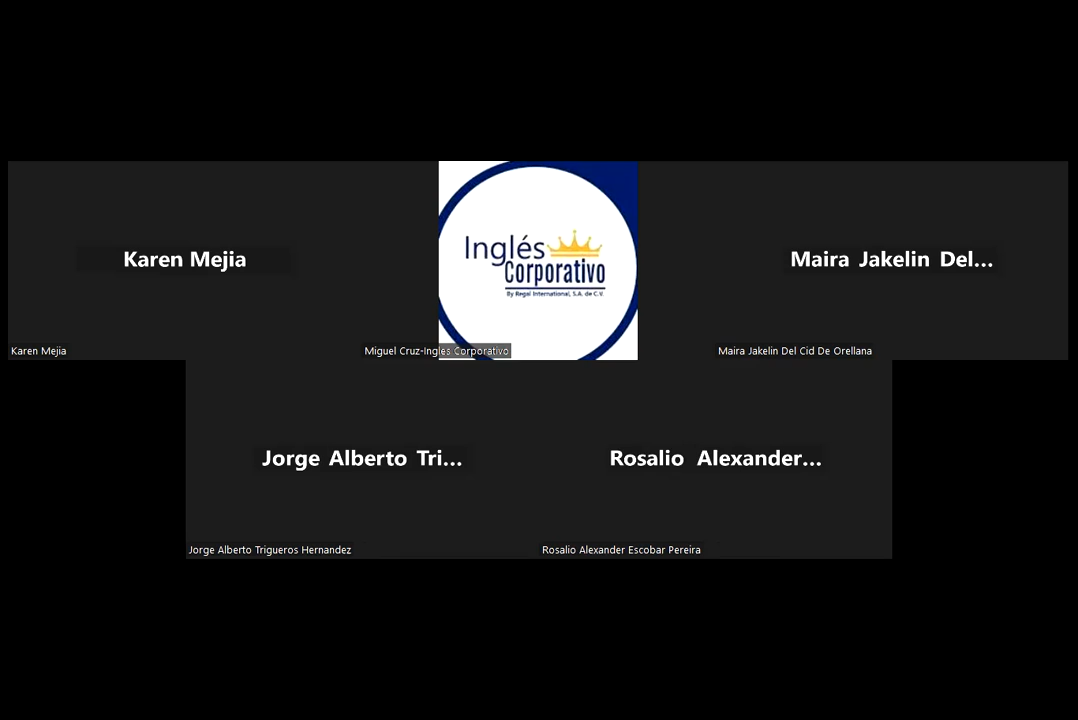 Karen Mejia
Inglés
Corporativo
By Regal International, S.A. de C.V.
Maira Jakelin Del...
Karen Mejia
Miguel Cruz-Ingles Corporativo
Maira Jakelin Del Cid De Orellana
Jorge Alberto Tri...
Rosalio Alexander...
Jorge Alberto Trigueros Hernandez
Rosalio Alexander Escobar Pereira